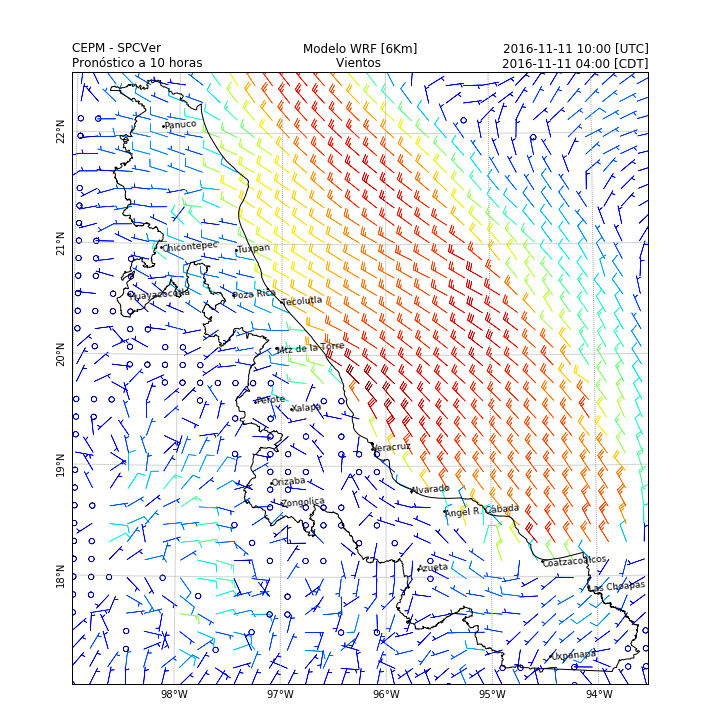 CEPM - SPCVer
Modelo WRF [6Km]
2016-11-11 10:00 [UTC]
Pronóstico a 10 horas
Vientos
2016-11-11 04:00 [CDT]
22°N
Panuco
21°N
Chicontepec
Tuxpan
Huayacocotla
Poza Rica
Tecolutla
20°N
Mtz de la Torre
Perote
Xalapa
Veracruz
19°N
Orizaba
Alvarado
Zongolica
Angel R. Cabada
18°N
Azueta
Coatzacoalcos
Las Choapas
Uxpanapa
98°W
97°W
96°W
95°W
94°W